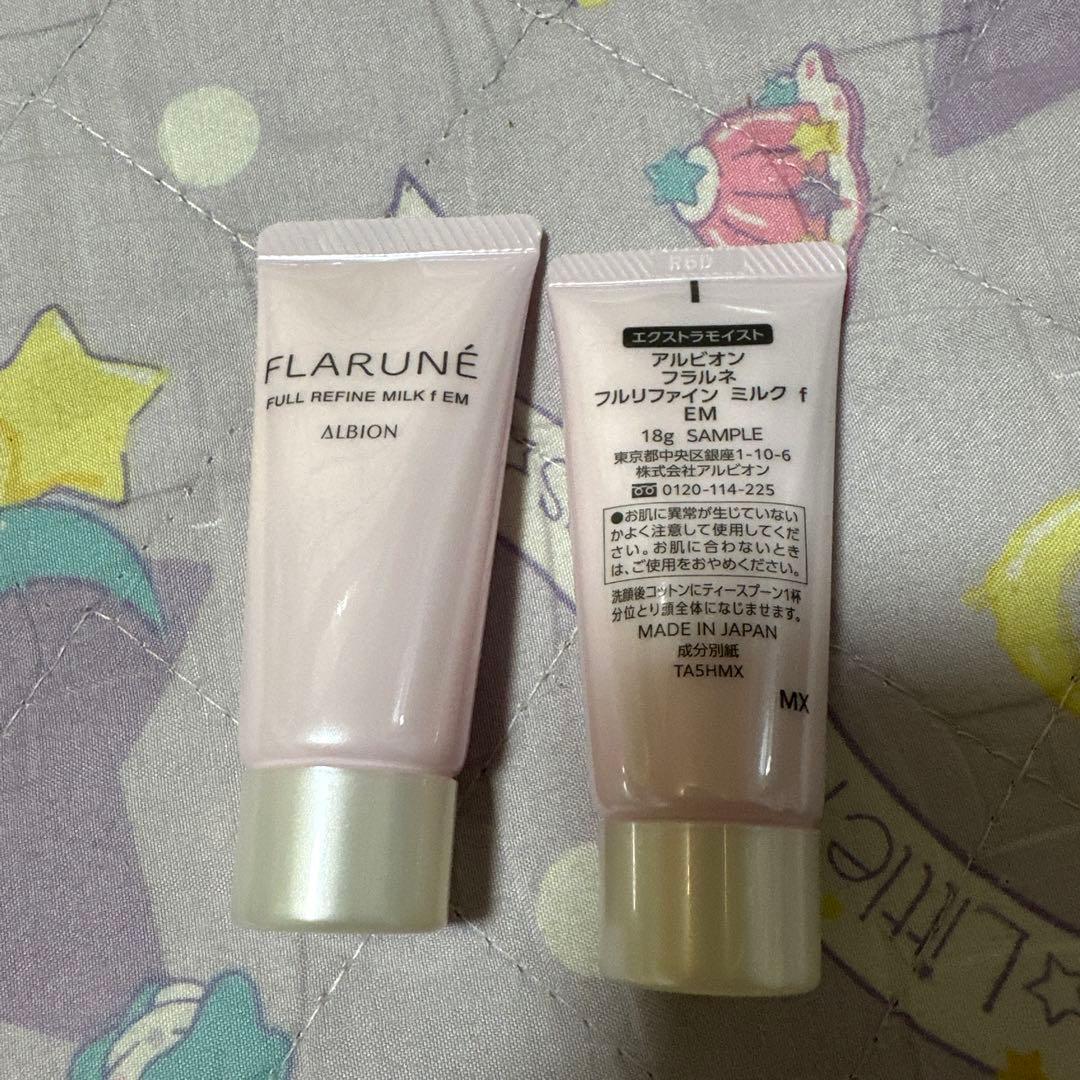 FLARUNÉ
FULL REFINE MILK f EM
ALBION
R6D
エクストラモイスト
アルビオン
フラルネ
フルリファイン ミルク f
EM
18g SAMPLE
東京都中央区銀座1-10-6
株式会社アルビオン
0120-114-225
●お肌に異常が生じていない
かよく注意して使用してくだ
さい。お肌に合わないとき
は、ご使用をおやめください。
洗顔後コットンにティースプーン1杯
分位とり顔全体になじませます。
MADE IN JAPAN
成分別紙
TA5HMX
MX
Little